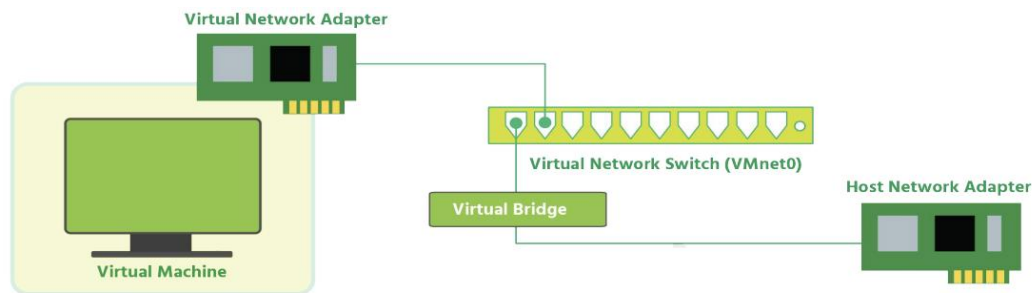 Virtual Network Adapter
Virtual Network Switch (VMnet0)
Host Network Adapter
Virtual Bridge
Virtual Machine